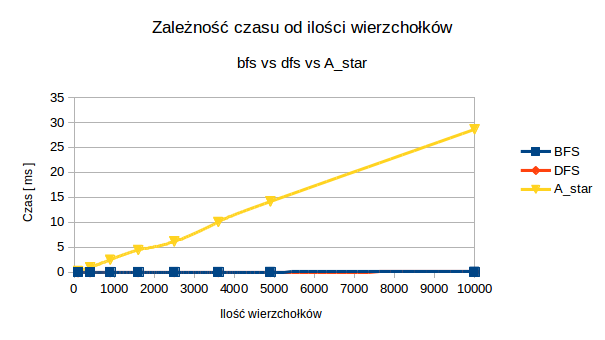 Zależność czasu od ilości wierzchołków
bfs vs dfs vs A_star
35
30
25
20
15
10
5
0
Czas [ ms ]
0 1000 2000 3000 4000 5000 6000 7000 8000 9000 10000
Ilość wierzchołków
BFS
DFS
A_star